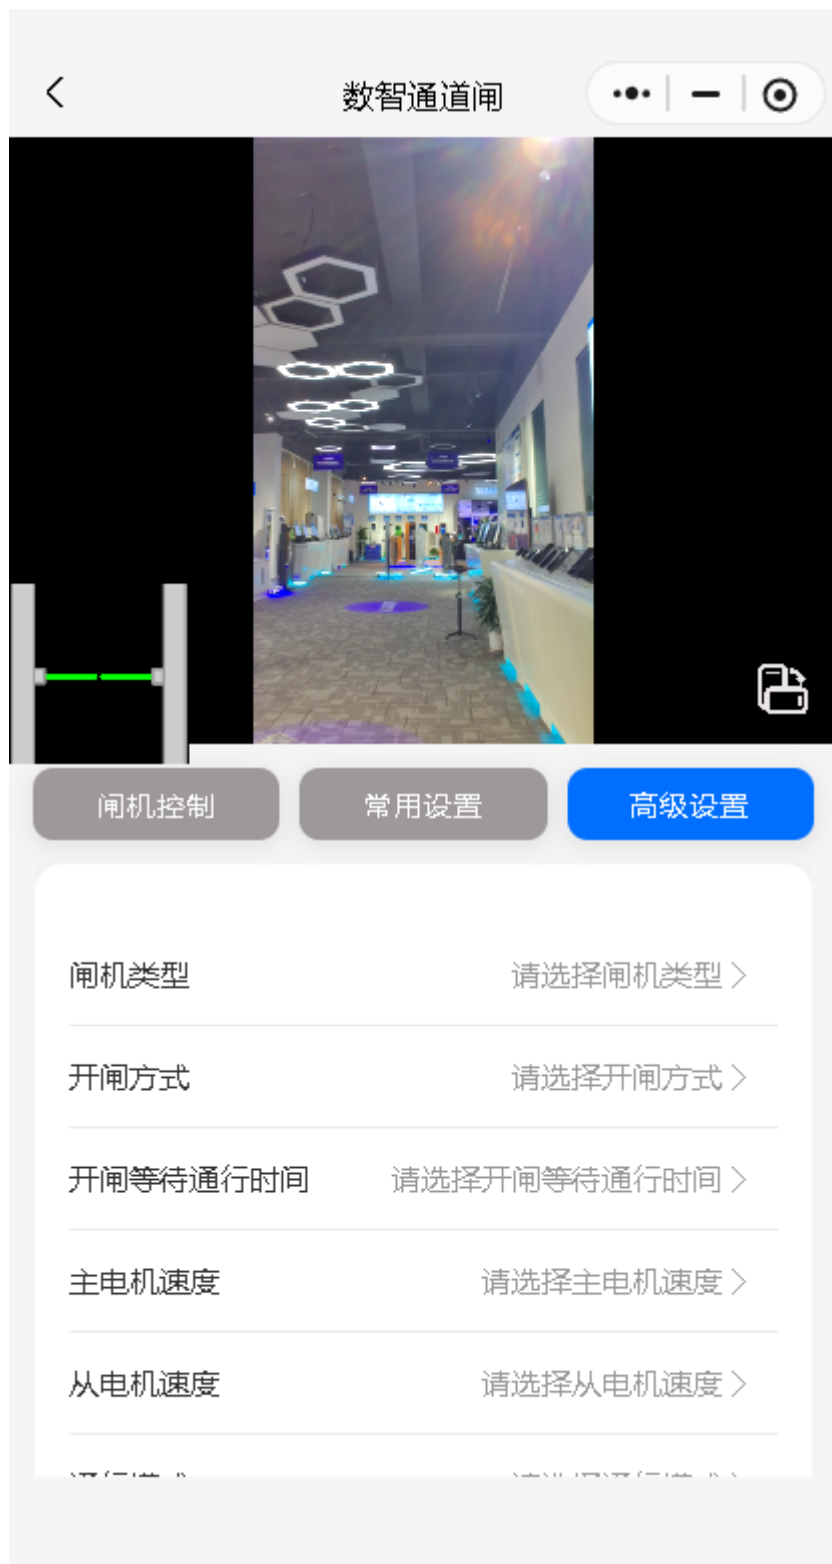 数智通道闸
闸机控制 常用设置 高级设置
闸机类型 请选择闸机类型
开闸方式 请选择开闸方式
开闸等待通行时间 请选择开闸等待通行时间
主电机速度 请选择主电机速度
从电机速度 请选择从电机速度